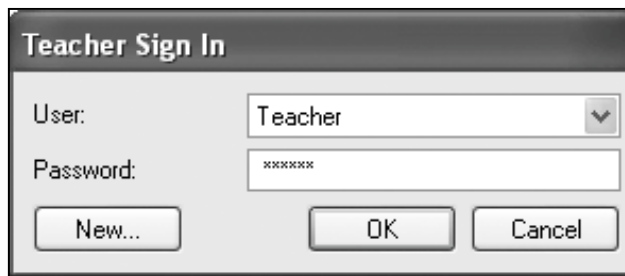 Teacher Sign In
User: Teacher
Password: ××××××
New... OK Cancel